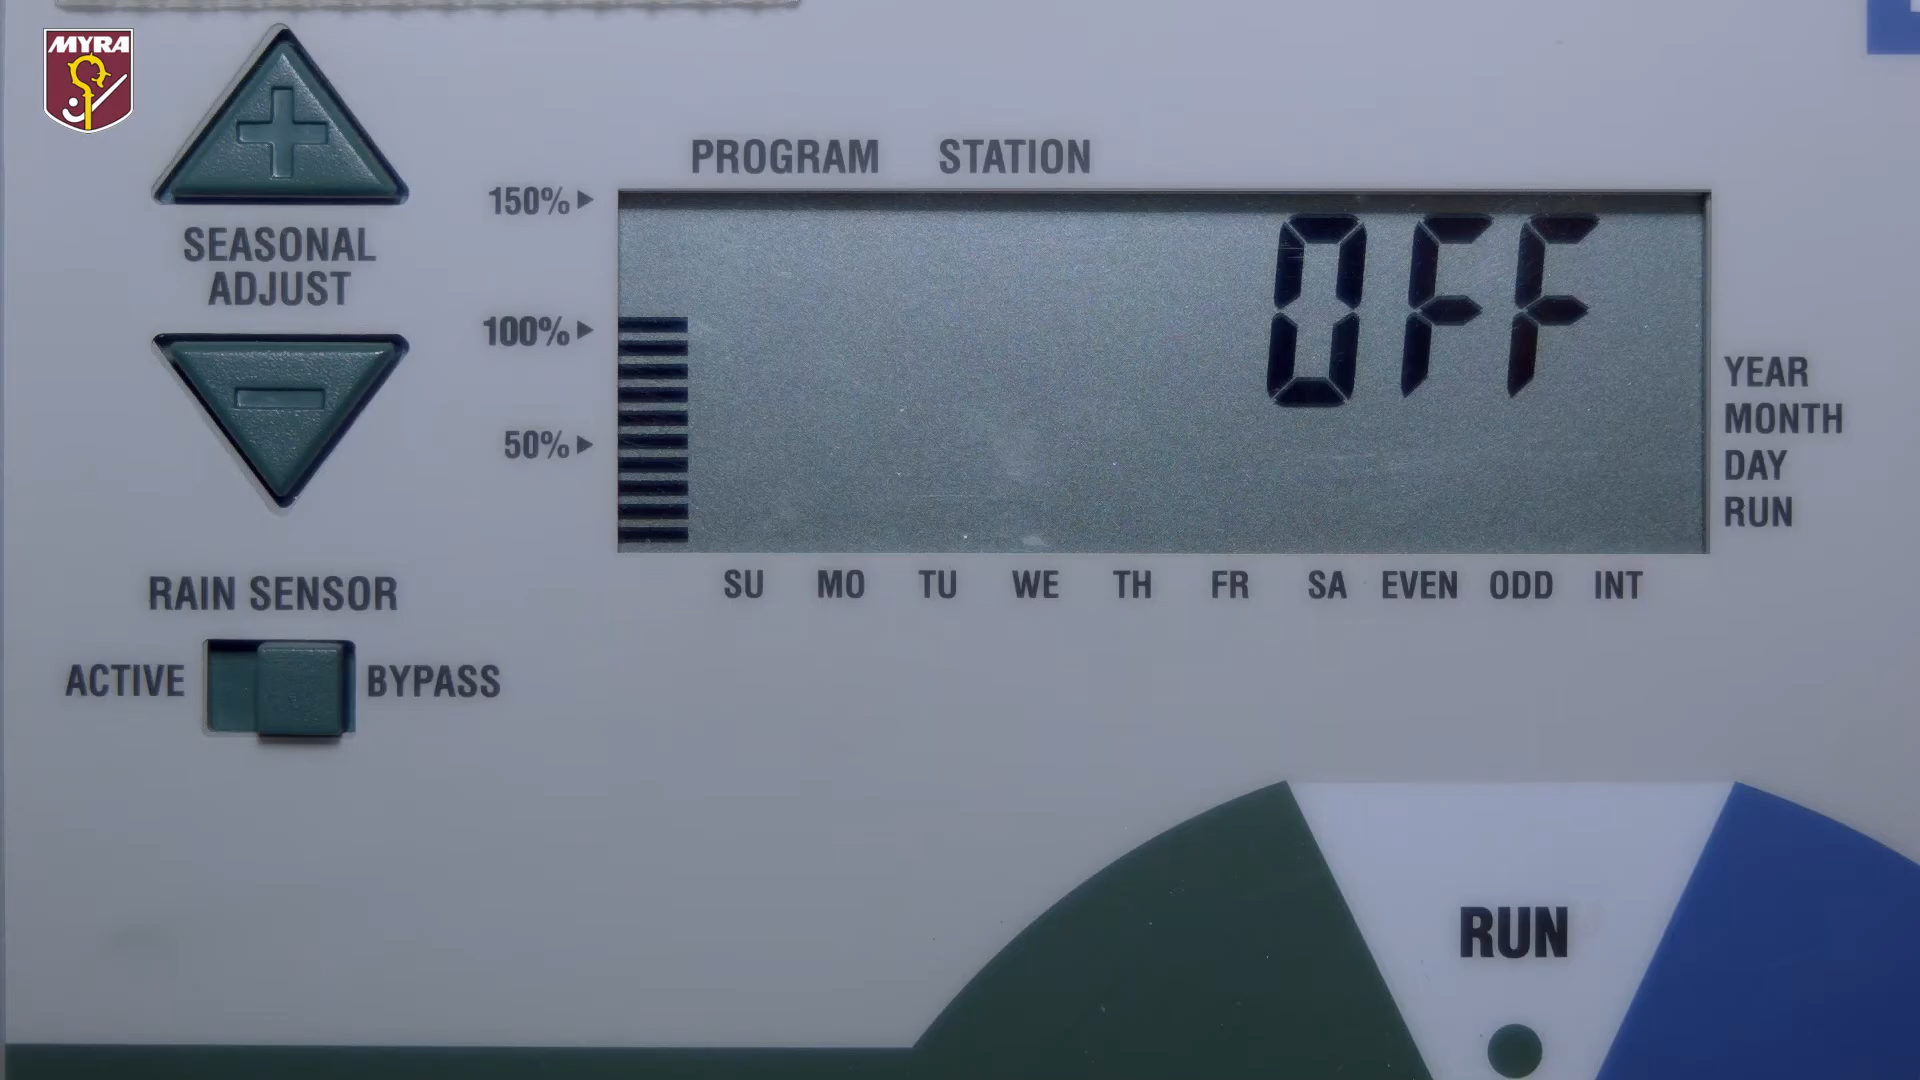 MYRA
PROGRAM STATION
150%
SEASONAL
ADJUST
100%
50%
OFF
YEAR
MONTH
DAY
RUN
SU MO TU WE TH FR SA EVEN ODD INT
RAIN SENSOR
ACTIVE BYPASS
RUN